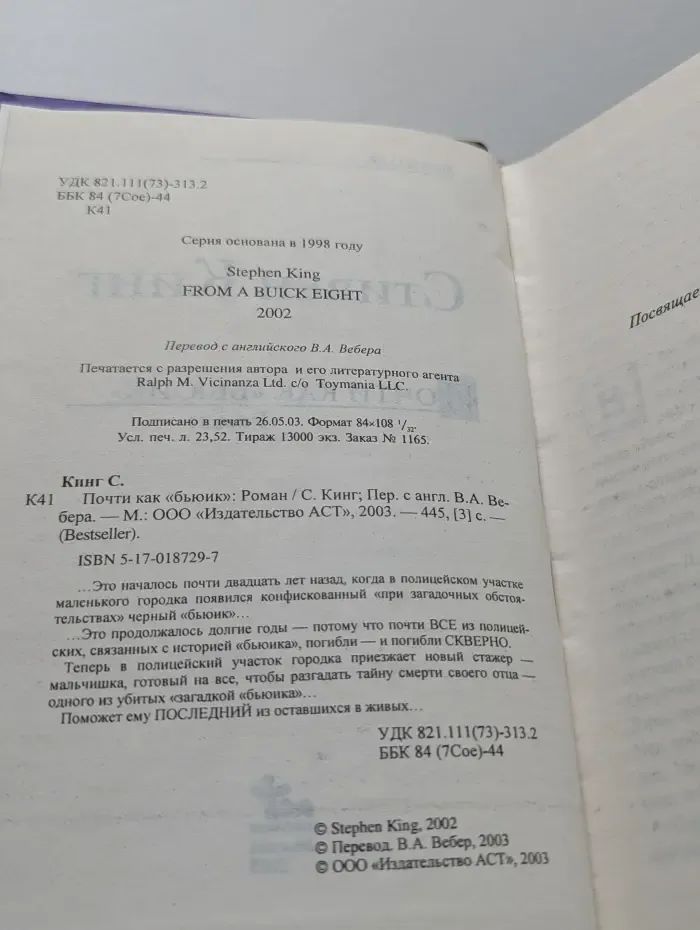 УДК 821.111(73)-313.2
ББК 84 (7Сое)-44
К41
Серия основана в 1998 году
Stephen King
FROM A BUICK EIGHT
2002
Перевод с английского В.А. Вебера
Печатается с разрешения автора и его литературного агента
Ralph M. Vicinanza Ltd. c/o Toymania LLC.
Подписано в печать 26.05.03. Формат 84×108 1/32.
Усл. печ. л. 23,52. Тираж 13000 экз. Заказ № 1165.
Кинг С.
К41 Почти как «бьюик»: Роман / С. Кинг; Пер. с англ. В.А. Ве-
бера. — М.: ООО «Издательство АСТ», 2003. — 445, [3] с. —
(Bestseller).
ISBN 5-17-018729-7
...Это началось почти двадцать лет назад, когда в полицейском участке
маленького городка появился конфискованный «при загадочных обстоя-
тельствах» черный «бьюик»...
...Это продолжалось долгие годы — потому что почти ВСЕ из полицей-
ских, связанных с историей «бьюика», погибли — и погибли СКВЕРНО.
Теперь в полицейский участок городка приезжает новый стажер —
мальчишка, готовый на все, чтобы разгадать тайну смерти своего отца —
одного из убитых «загадкой «бьюика»...
Поможет ему ПОСЛЕДНИЙ из оставшихся в живых...
УДК 821.111(73)-313.2
ББК 84 (7Сое)-44
© Stephen King, 2002
© Перевод. В.А. Вебер, 2003
© ООО «Издательство АСТ», 2003
Посвящае